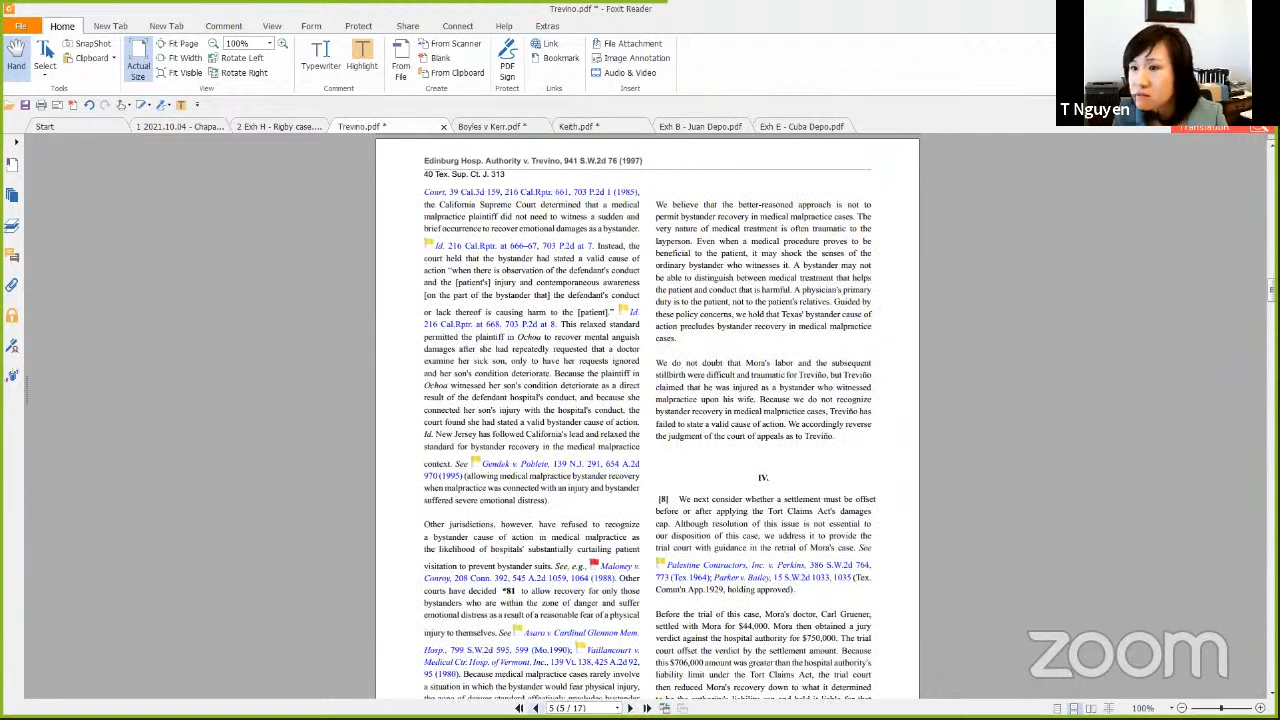 Trevino.pdf * - Foxit Reader
File Home New Tab New Tab Comment View Form Protect Share Connect Help Extras
Hand Select SnapShot Clipboard Actual Size Fit Page Fit Width Fit Visible 100% Rotate Left Rotate Right Typewriter Highlight From File From Scanner Blank From Clipboard PDF Sign Link Bookmark File Attachment Image Annotation Audio & Video
Tools View Comment Create Protect Links Insert
T Nguyen
Translation
Start 1 2021.10.04 - Chapa... 2 Exh H - Rigby case.... Trevino.pdf * Boyles v Kerr.pdf * Keith.pdf * Exh B - Juan Depo.pdf Exh E - Cuba Depo.pdf
Edinburg Hosp. Authority v. Trevino, 941 S.W.2d 76 (1997)
40 Tex. Sup. Ct. J. 313
Court, 39 Cal.3d 159, 216 Cal.Rptr. 661, 703 P.2d 1 (1985),
the California Supreme Court determined that a medical
malpractice plaintiff did not need to witness a sudden and
brief occurrence to recover emotional damages as a bystander.
Id. 216 Cal.Rptr. at 666–67, 703 P.2d at 7. Instead, the
court held that the bystander had stated a valid cause of
action “when there is observation of the defendant's conduct
and the [patient's] injury and contemporaneous awareness
[on the part of the bystander that] the defendant's conduct
or lack thereof is causing harm to the [patient].” Id.
216 Cal.Rptr. at 668, 703 P.2d at 8. This relaxed standard
permitted the plaintiff in Ochoa to recover mental anguish
damages after she had repeatedly requested that a doctor
examine her sick son, only to have her requests ignored
and her son's condition deteriorate. Because the plaintiff in
Ochoa witnessed her son's condition deteriorate as a direct
result of the defendant hospital's conduct, and because she
connected her son's injury with the hospital's conduct, the
court found she had stated a valid bystander cause of action.
Id. New Jersey has followed California's lead and relaxed the
standard for bystander recovery in the medical malpractice
context. See Gendek v. Poblete, 139 N.J. 291, 654 A.2d
970 (1995) (allowing medical malpractice bystander recovery
when malpractice was connected with an injury and bystander
suffered severe emotional distress).
Other jurisdictions, however, have refused to recognize
a bystander cause of action in medical malpractice as
the likelihood of hospitals' substantially curtailing patient
visitation to prevent bystander suits. See, e.g., Maloney v.
Conroy, 208 Conn. 392, 545 A.2d 1059, 1064 (1988). Other
courts have decided *81 to allow recovery for only those
bystanders who are within the zone of danger and suffer
emotional distress as a result of a reasonable fear of a physical
injury to themselves. See Asaro v. Cardinal Glennon Mem.
Hosp., 799 S.W.2d 595, 599 (Mo.1990); Vaillancourt v.
Medical Ctr. Hosp. of Vermont, Inc., 139 Vt. 138, 425 A.2d 92,
95 (1980). Because medical malpractice cases rarely involve
a situation in which the bystander would fear physical injury,
the zone of danger standard effectively precludes bystander
We believe that the better-reasoned approach is not to
permit bystander recovery in medical malpractice cases. The
very nature of medical treatment is often traumatic to the
layperson. Even when a medical procedure proves to be
beneficial to the patient, it may shock the senses of the
ordinary bystander who witnesses it. A bystander may not
be able to distinguish between medical treatment that helps
the patient and conduct that is harmful. A physician's primary
duty is to the patient, not to the patient's relatives. Guided by
these policy concerns, we hold that Texas' bystander cause of
action precludes bystander recovery in medical malpractice
cases.
We do not doubt that Mora's labor and the subsequent
stillbirth were difficult and traumatic for Treviño, but Treviño
claimed that he was injured as a bystander who witnessed
malpractice upon his wife. Because we do not recognize
bystander recovery in medical malpractice cases, Treviño has
failed to state a valid cause of action. We accordingly reverse
the judgment of the court of appeals as to Treviño.
IV.
[8] We next consider whether a settlement must be offset
before or after applying the Tort Claims Act's damages
cap. Although resolution of this issue is not essential to
our disposition of this case, we address it to provide the
trial court with guidance in the retrial of Mora's case. See
Palestine Contractors, Inc. v. Perkins, 386 S.W.2d 764,
773 (Tex.1964); Parker v. Bailey, 15 S.W.2d 1033, 1035 (Tex.
Comm'n App.1929, holding approved).
Before the trial of this case, Mora's doctor, Carl Gruener,
settled with Mora for $44,000. Mora then obtained a jury
verdict against the hospital authority for $750,000. The trial
court offset the verdict by the settlement amount. Because
this $706,000 amount was greater than the hospital authority's
liability limit under the Tort Claims Act, the trial court
then reduced Mora's recovery down to what it determined
zoom
5 (5 / 17) 100%